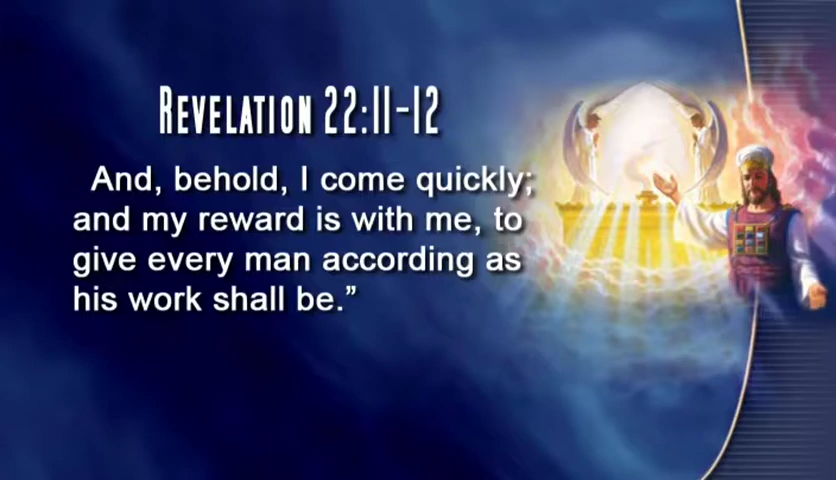 REVELATION 22:11-12
And, behold, I come quickly;
and my reward is with me, to
give every man according as
his work shall be.”